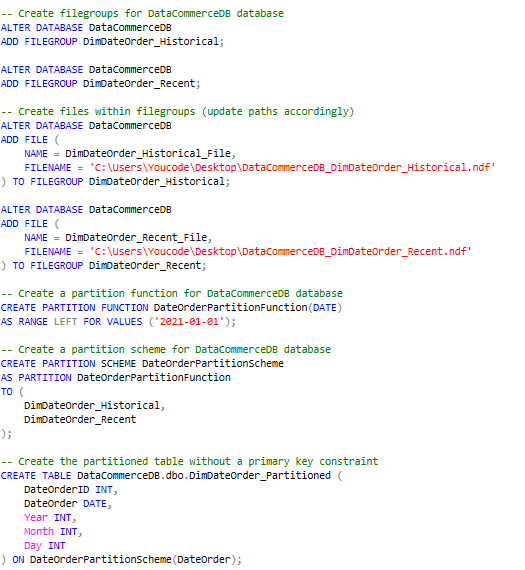 -- Create filegroups for DataCommerceDB database
ALTER DATABASE DataCommerceDB
ADD FILEGROUP DimDateOrder_Historical;

ALTER DATABASE DataCommerceDB
ADD FILEGROUP DimDateOrder_Recent;

-- Create files within filegroups (update paths accordingly)
ALTER DATABASE DataCommerceDB
ADD FILE (
    NAME = DimDateOrder_Historical_File,
    FILENAME = 'C:\Users\Youcode\Desktop\DataCommerceDB_DimDateOrder_Historical.ndf'
) TO FILEGROUP DimDateOrder_Historical;

ALTER DATABASE DataCommerceDB
ADD FILE (
    NAME = DimDateOrder_Recent_File,
    FILENAME = 'C:\Users\Youcode\Desktop\DataCommerceDB_DimDateOrder_Recent.ndf'
) TO FILEGROUP DimDateOrder_Recent;

-- Create a partition function for DataCommerceDB database
CREATE PARTITION FUNCTION DateOrderPartitionFunction(DATE)
AS RANGE LEFT FOR VALUES ('2021-01-01');

-- Create a partition scheme for DataCommerceDB database
CREATE PARTITION SCHEME DateOrderPartitionScheme
AS PARTITION DateOrderPartitionFunction
TO (
    DimDateOrder_Historical,
    DimDateOrder_Recent
);

-- Create the partitioned table without a primary key constraint
CREATE TABLE DataCommerceDB.dbo.DimDateOrder_Partitioned (
    DateOrderID INT,
    DateOrder DATE,
    Year INT,
    Month INT,
    Day INT
) ON DateOrderPartitionScheme(DateOrder);